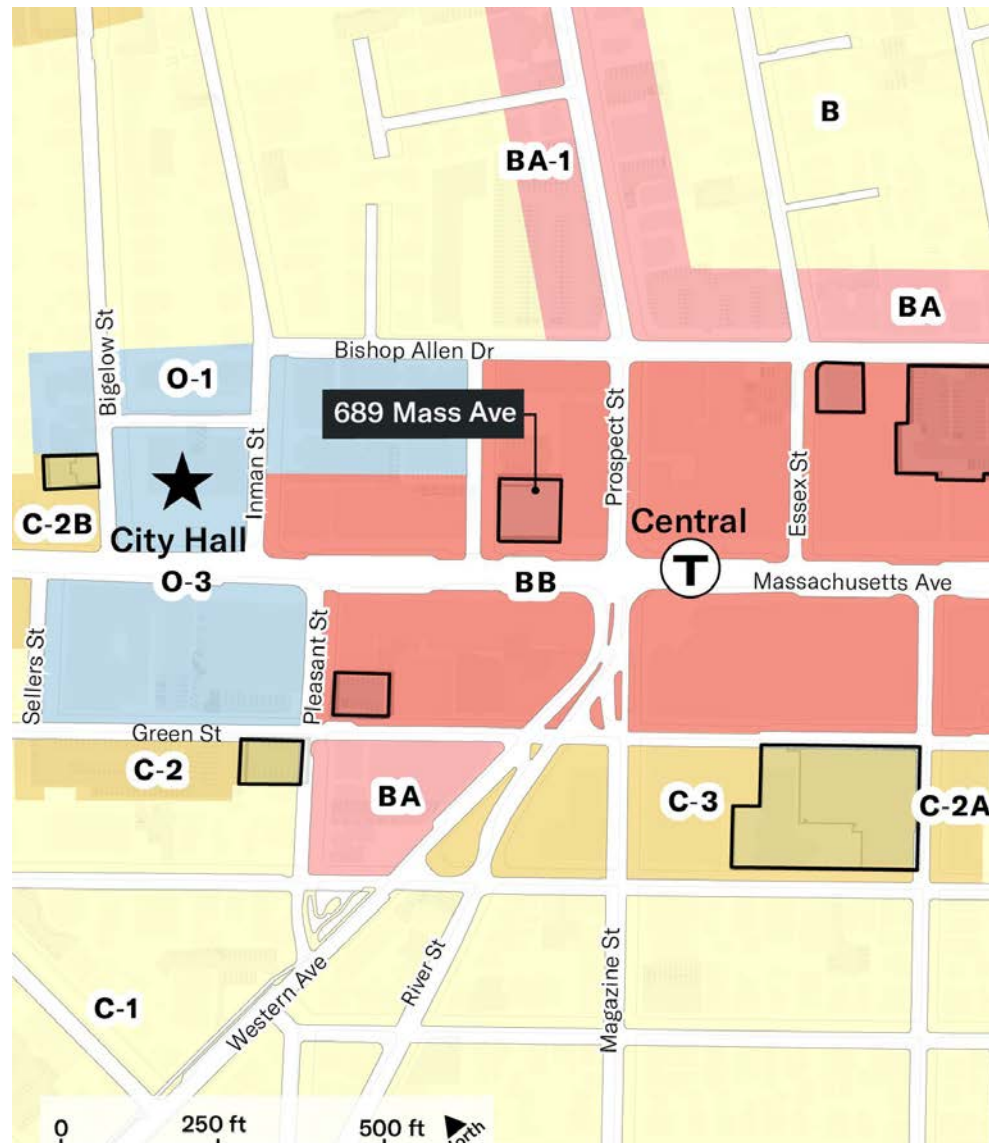 B
BA-1
BA
Bigelow St
O-1
Bishop Allen Dr
689 Mass Ave
Inman St
Prospect St
Essex St
C-2B
City Hall
Central
T
O-3
BB
Massachusetts Ave
Sellers St
Pleasant St
Green St
C-2
BA
C-3
C-2A
C-1
Western Ave
River St
Magazine St
0
250 ft
500 ft